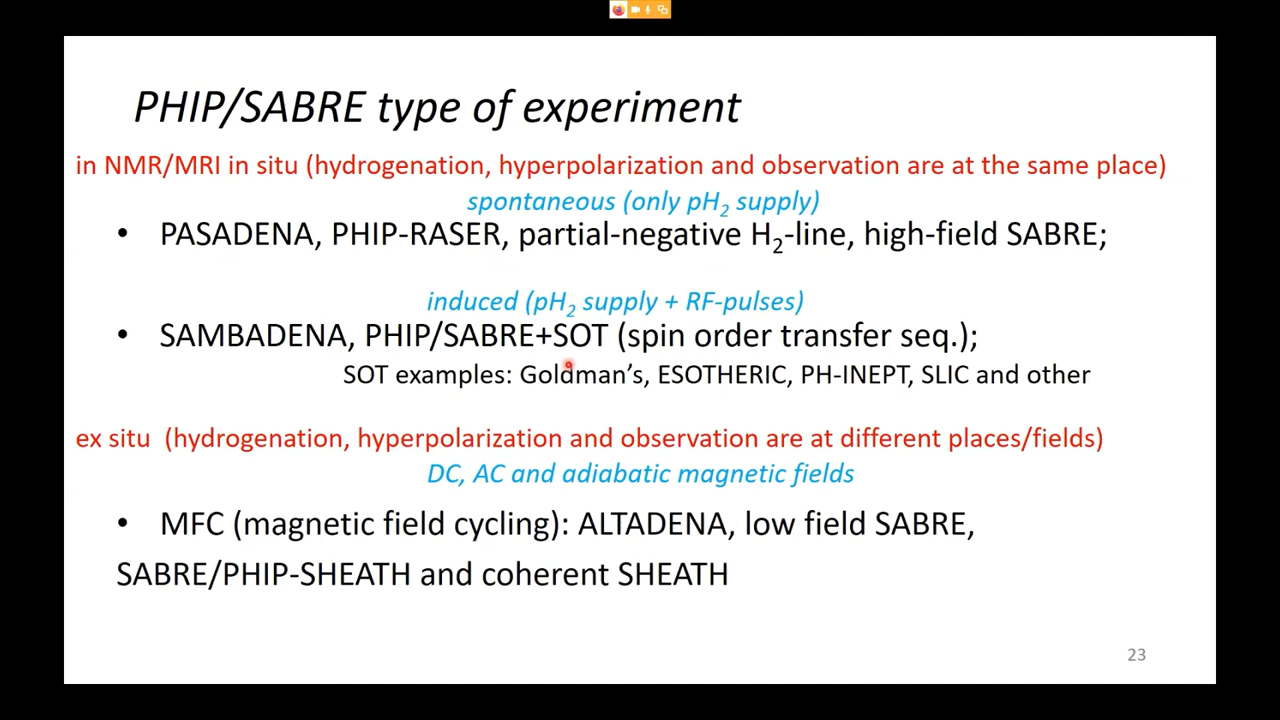 PHIP/SABRE type of experiment
in NMR/MRI in situ (hydrogenation, hyperpolarization and observation are at the same place)
spontaneous (only pH₂ supply)
• PASADENA, PHIP-RASER, partial-negative H₂-line, high-field SABRE;
induced (pH₂ supply + RF-pulses)
• SAMBADENA, PHIP/SABRE+SOT (spin order transfer seq.);
SOT examples: Goldman's, ESOTHERIC, PH-INEPT, SLIC and other
ex situ (hydrogenation, hyperpolarization and observation are at different places/fields)
DC, AC and adiabatic magnetic fields
• MFC (magnetic field cycling): ALTADENA, low field SABRE,
SABRE/PHIP-SHEATH and coherent SHEATH
23